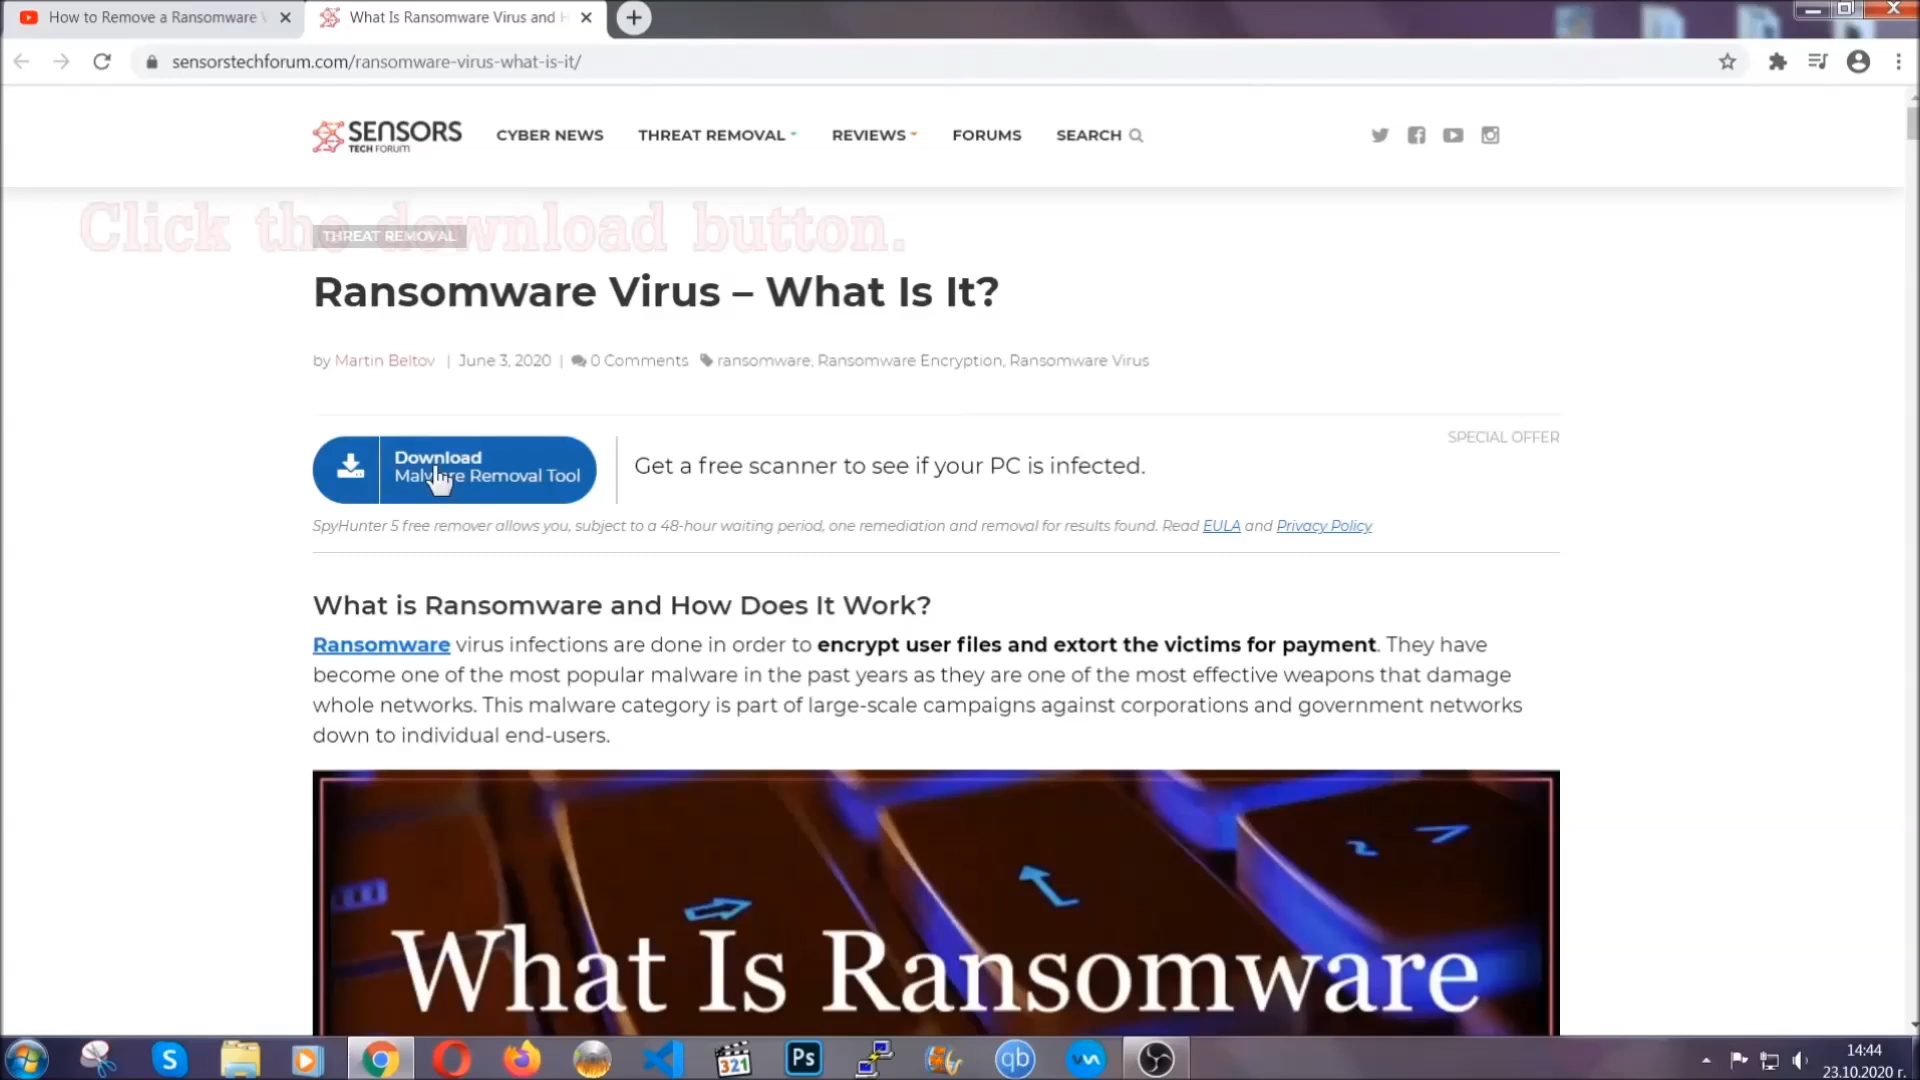 How to Remove a Ransomware V
What Is Ransomware Virus and H
sensorstechforum.com/ransomware-virus-what-is-it/
SENSORS
TECH FORUM
CYBER NEWS
THREAT REMOVAL
REVIEWS
FORUMS
SEARCH
Click the download button.
THREAT REMOVAL
Ransomware Virus – What Is It?
by Martin Beltov | June 3, 2020 | 0 Comments ransomware, Ransomware Encryption, Ransomware Virus
SPECIAL OFFER
Download
Malware Removal Tool
Get a free scanner to see if your PC is infected.
SpyHunter 5 free remover allows you, subject to a 48-hour waiting period, one remediation and removal for results found. Read EULA and Privacy Policy
What is Ransomware and How Does It Work?
Ransomware virus infections are done in order to encrypt user files and extort the victims for payment. They have
become one of the most popular malware in the past years as they are one of the most effective weapons that damage
whole networks. This malware category is part of large-scale campaigns against corporations and government networks
down to individual end-users.
What Is Ransomware
S
321
Ps
qb
14:44
23.10.2020 г.